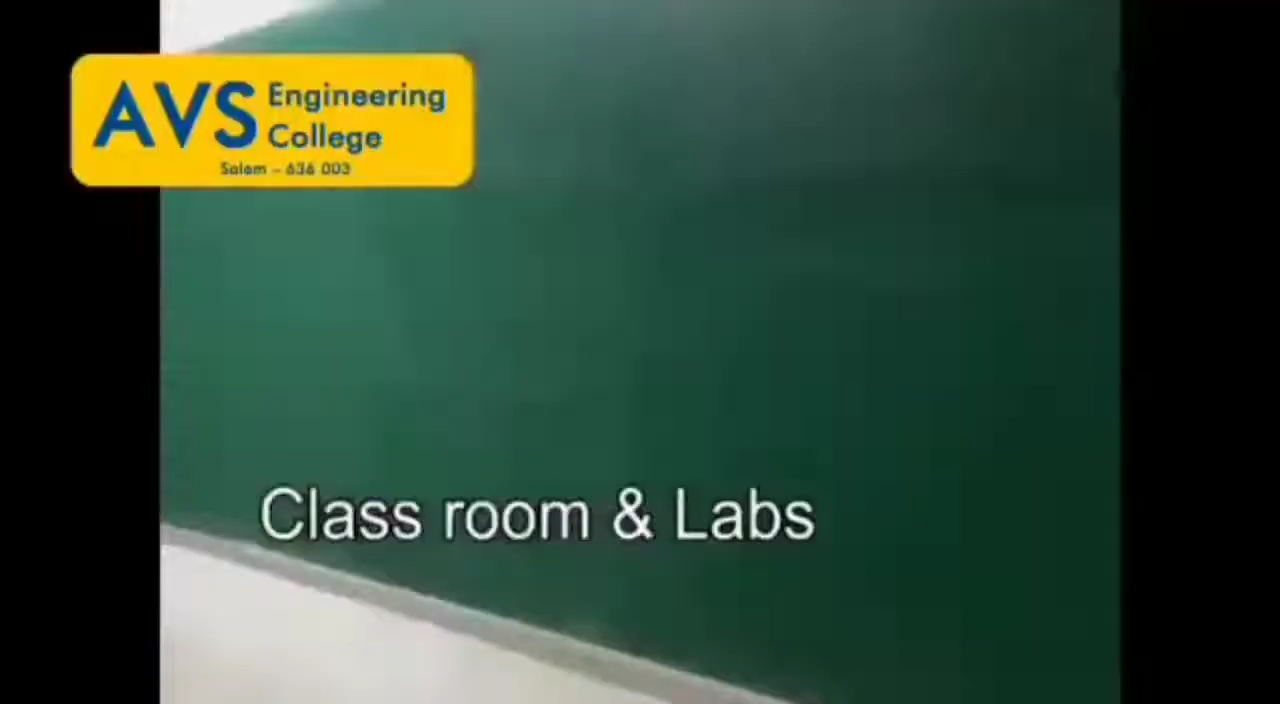 AVS Engineering
College
Salem – 636 003
Class room & Labs